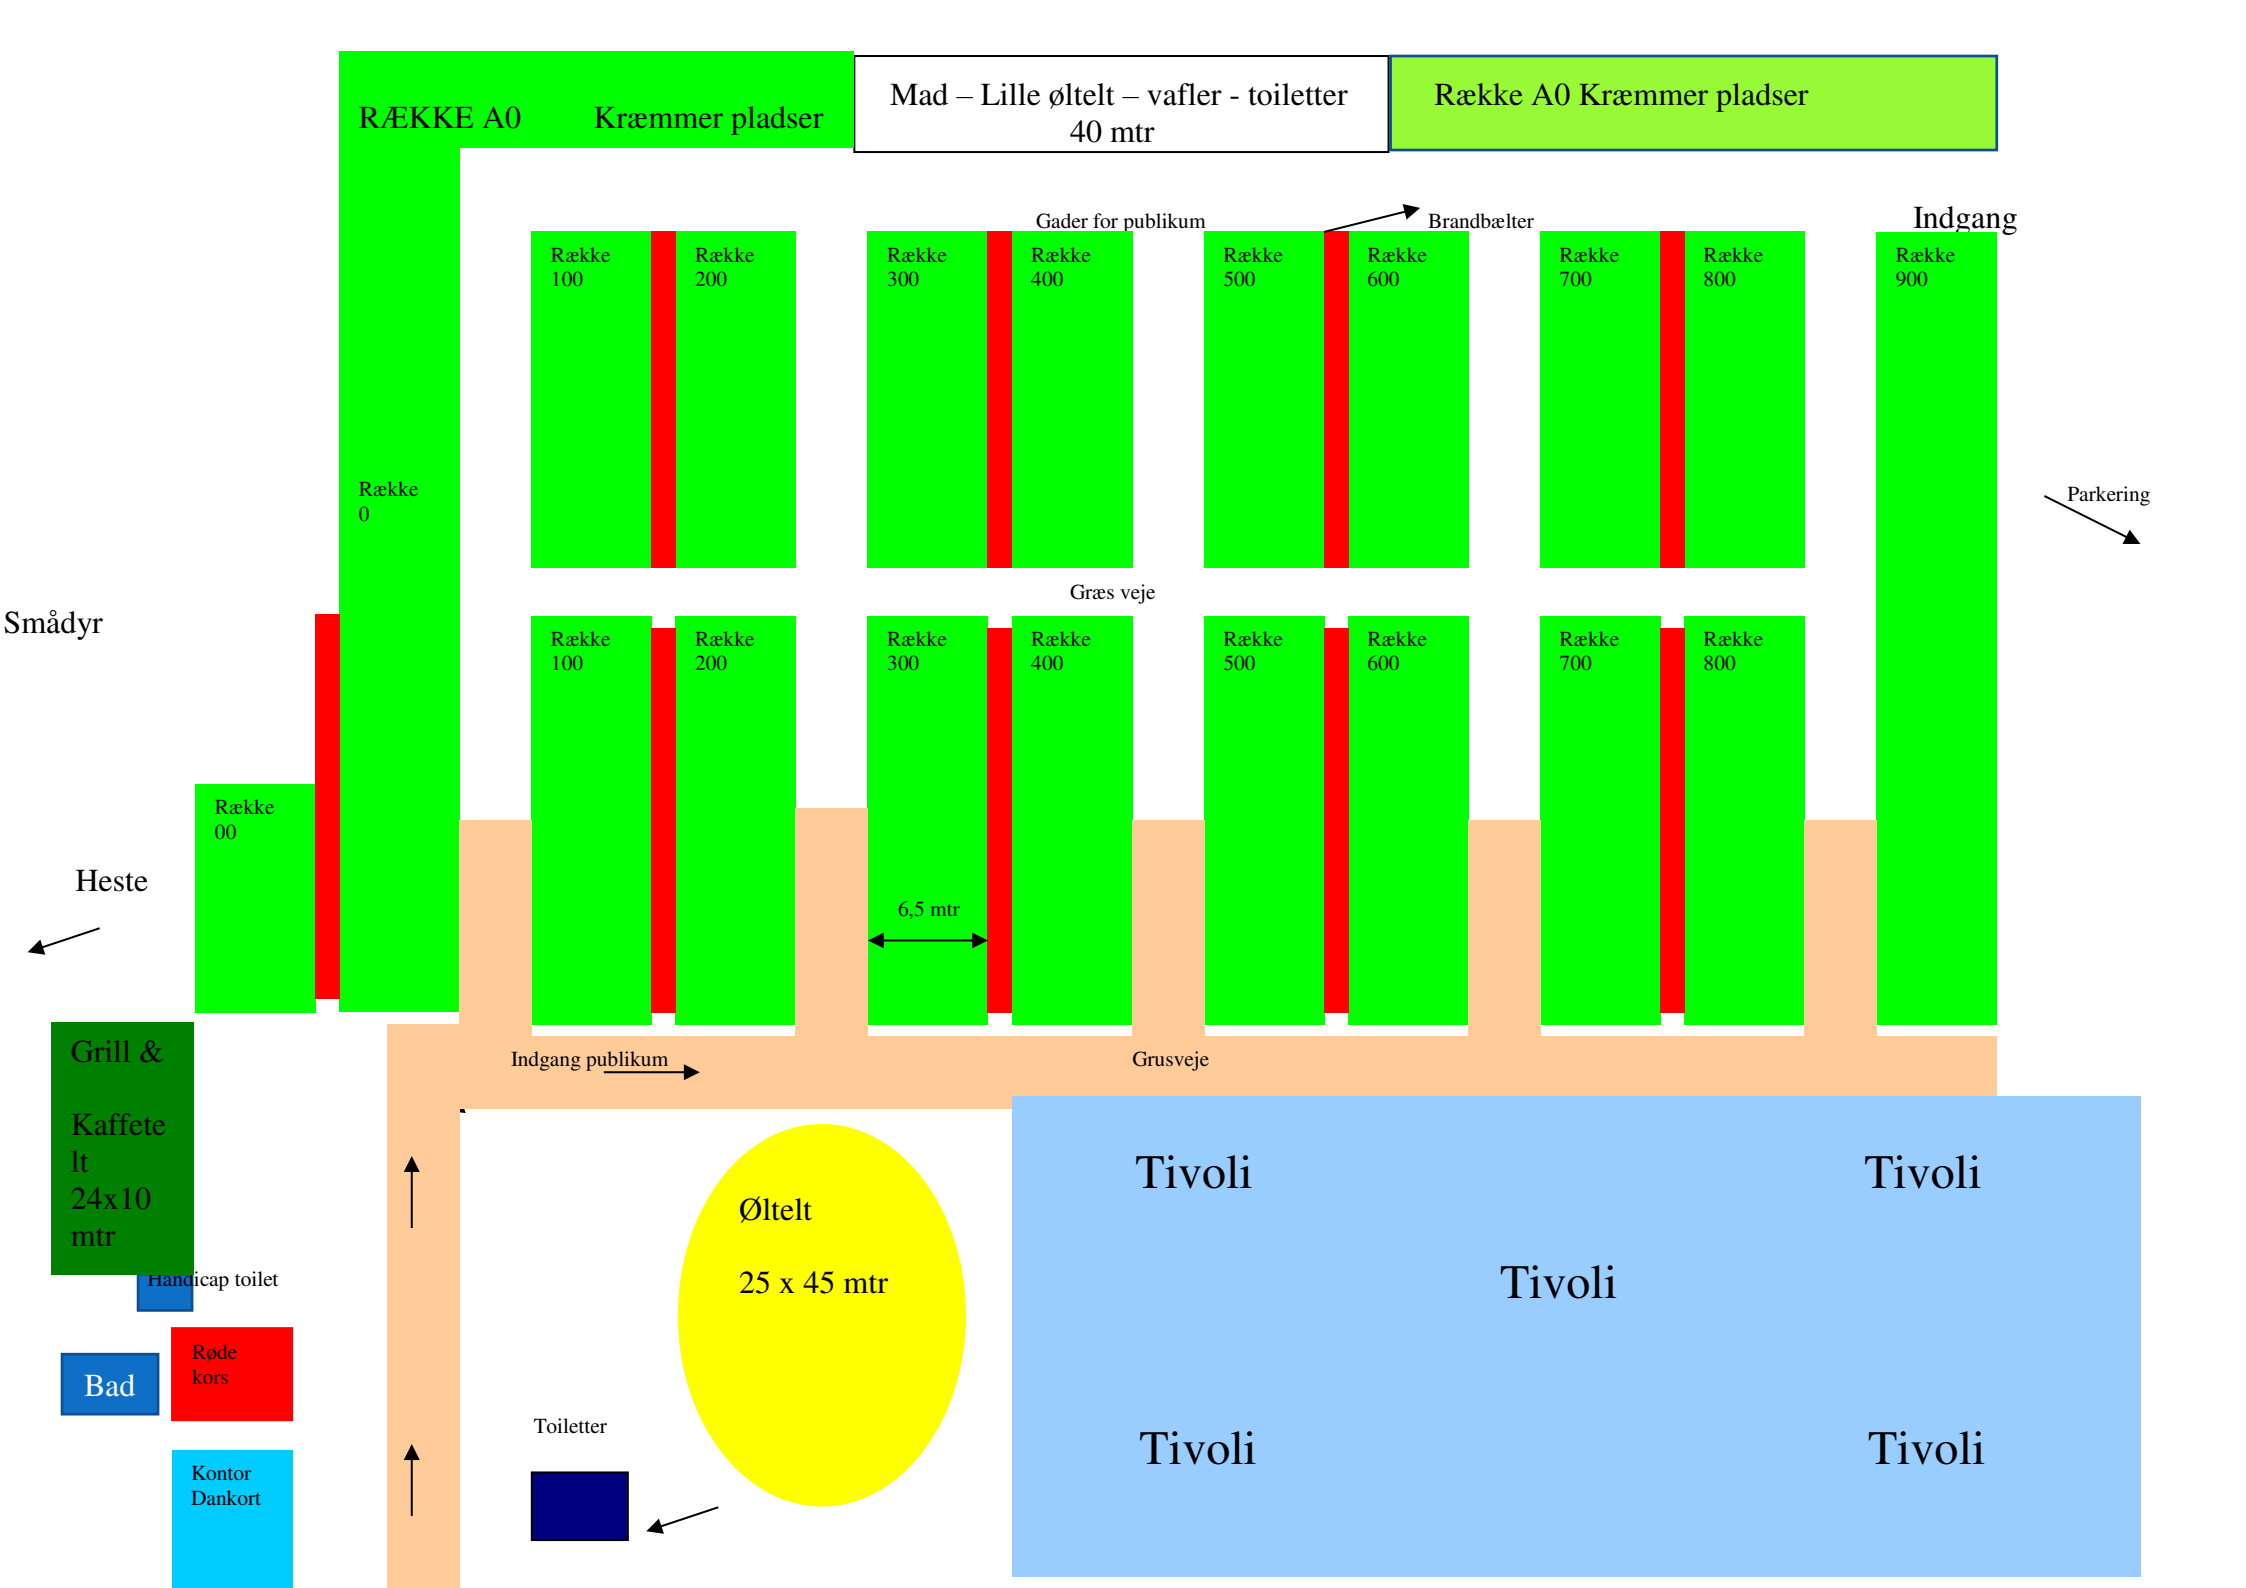 Mad – Lille øltelt – vafler - toiletter
40 mtr
Række A0 Kræmmer pladser
RÆKKE A0 Kræmmer pladser
Gader for publikum
Brandbælter
Indgang
Række
100
Række
200
Række
300
Række
400
Række
500
Række
600
Række
700
Række
800
Række
900
Række
0
Parkering
Græs veje
Smådyr
Række
100
Række
200
Række
300
Række
400
Række
500
Række
600
Række
700
Række
800
Række
00
Heste
6,5 mtr
Grill &
Kaffete
lt
24x10
mtr
Indgang publikum
Grusveje
Tivoli
Tivoli
Øltelt
25 x 45 mtr
Tivoli
Handicap toilet
Røde
kors
Bad
Toiletter
Tivoli
Tivoli
Kontor
Dankort